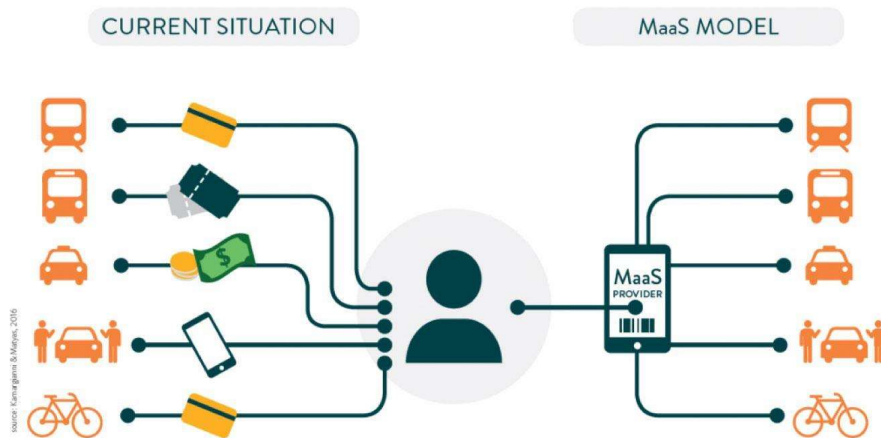 CURRENT SITUATION
MaaS MODEL
$
MaaS
PROVIDER
source: Kamargianni & Matyas, 2016